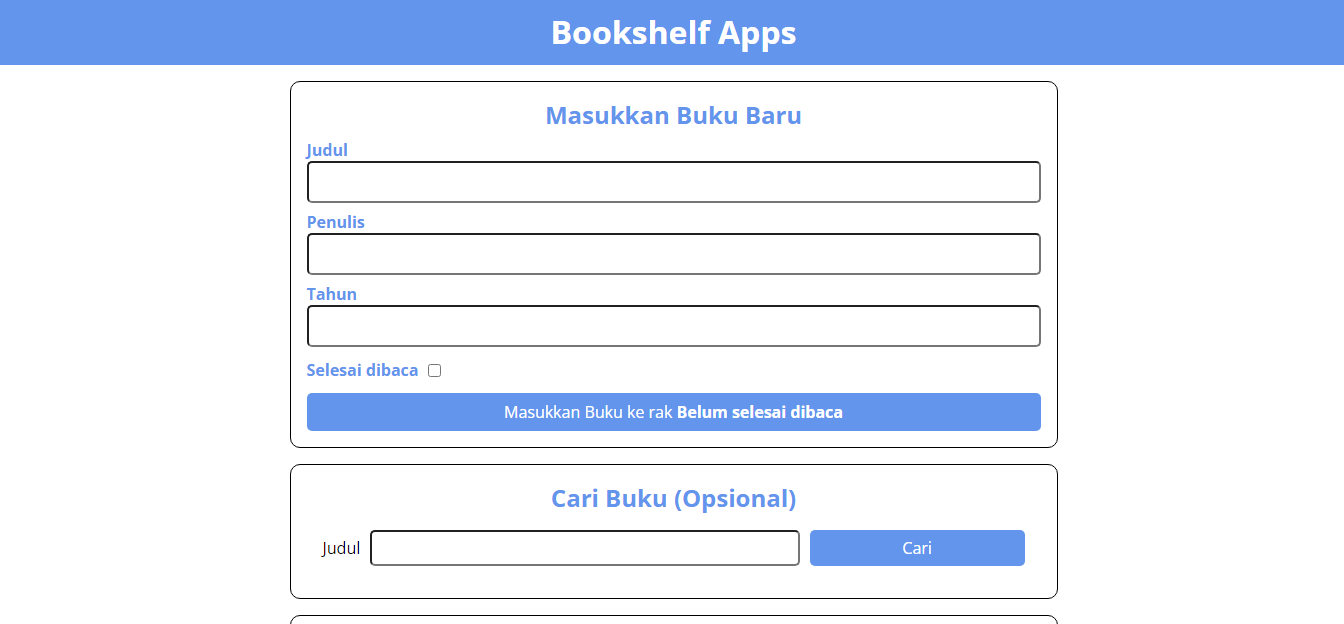 Bookshelf Apps
Masukkan Buku Baru
Judul
Penulis
Tahun
Selesai dibaca
Masukkan Buku ke rak Belum selesai dibaca
Cari Buku (Opsional)
Judul
Cari